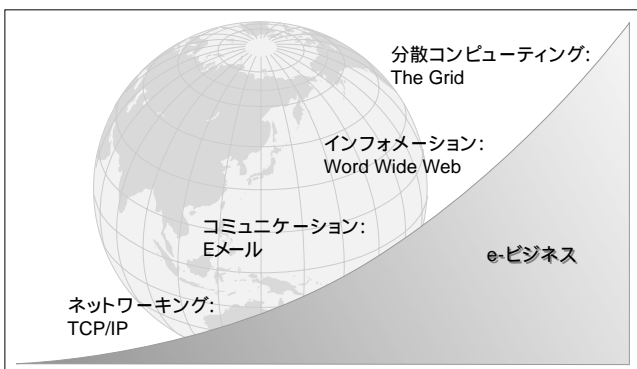 分散コンピューティング:
The Grid
インフォメーション:
Word Wide Web
コミュニケーション:
Eメール
e-ビジネス
ネットワーキング:
TCP/IP